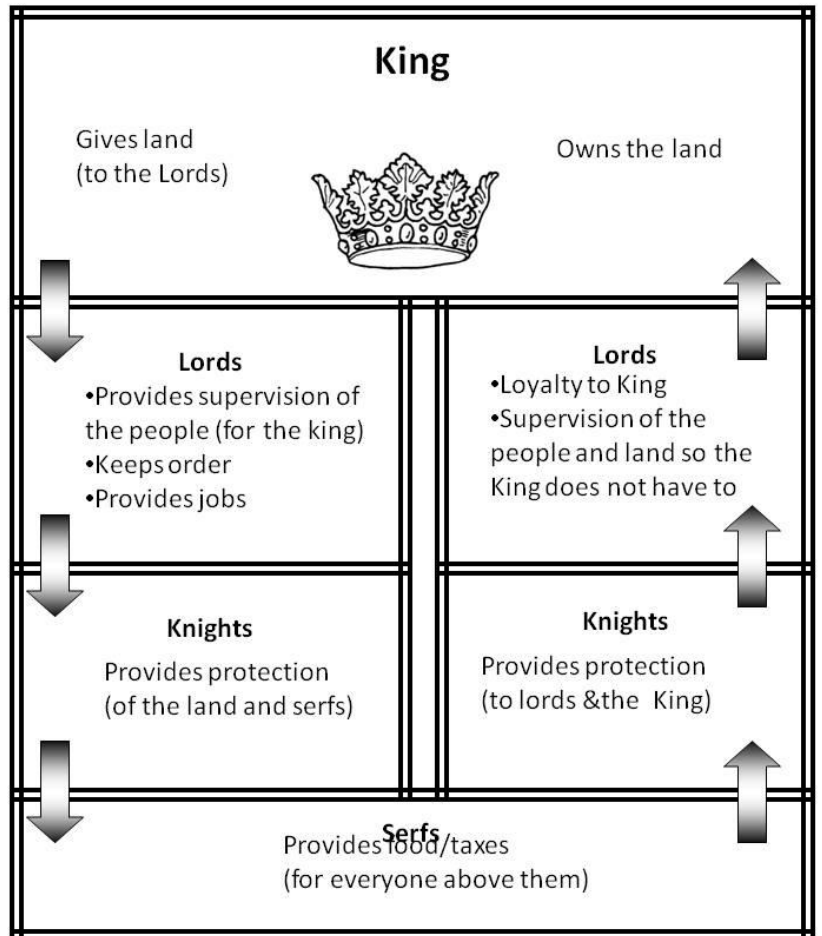 King
Gives land
(to the Lords)
Owns the land
Lords
•Provides supervision of
the people (for the king)
•Keeps order
•Provides jobs
Lords
•Loyalty to King
•Supervision of the
people and land so the
King does not have to
Knights
Provides protection
(of the land and serfs)
Knights
Provides protection
(to lords &the King)
Serfs
Provides food/taxes
(for everyone above them)